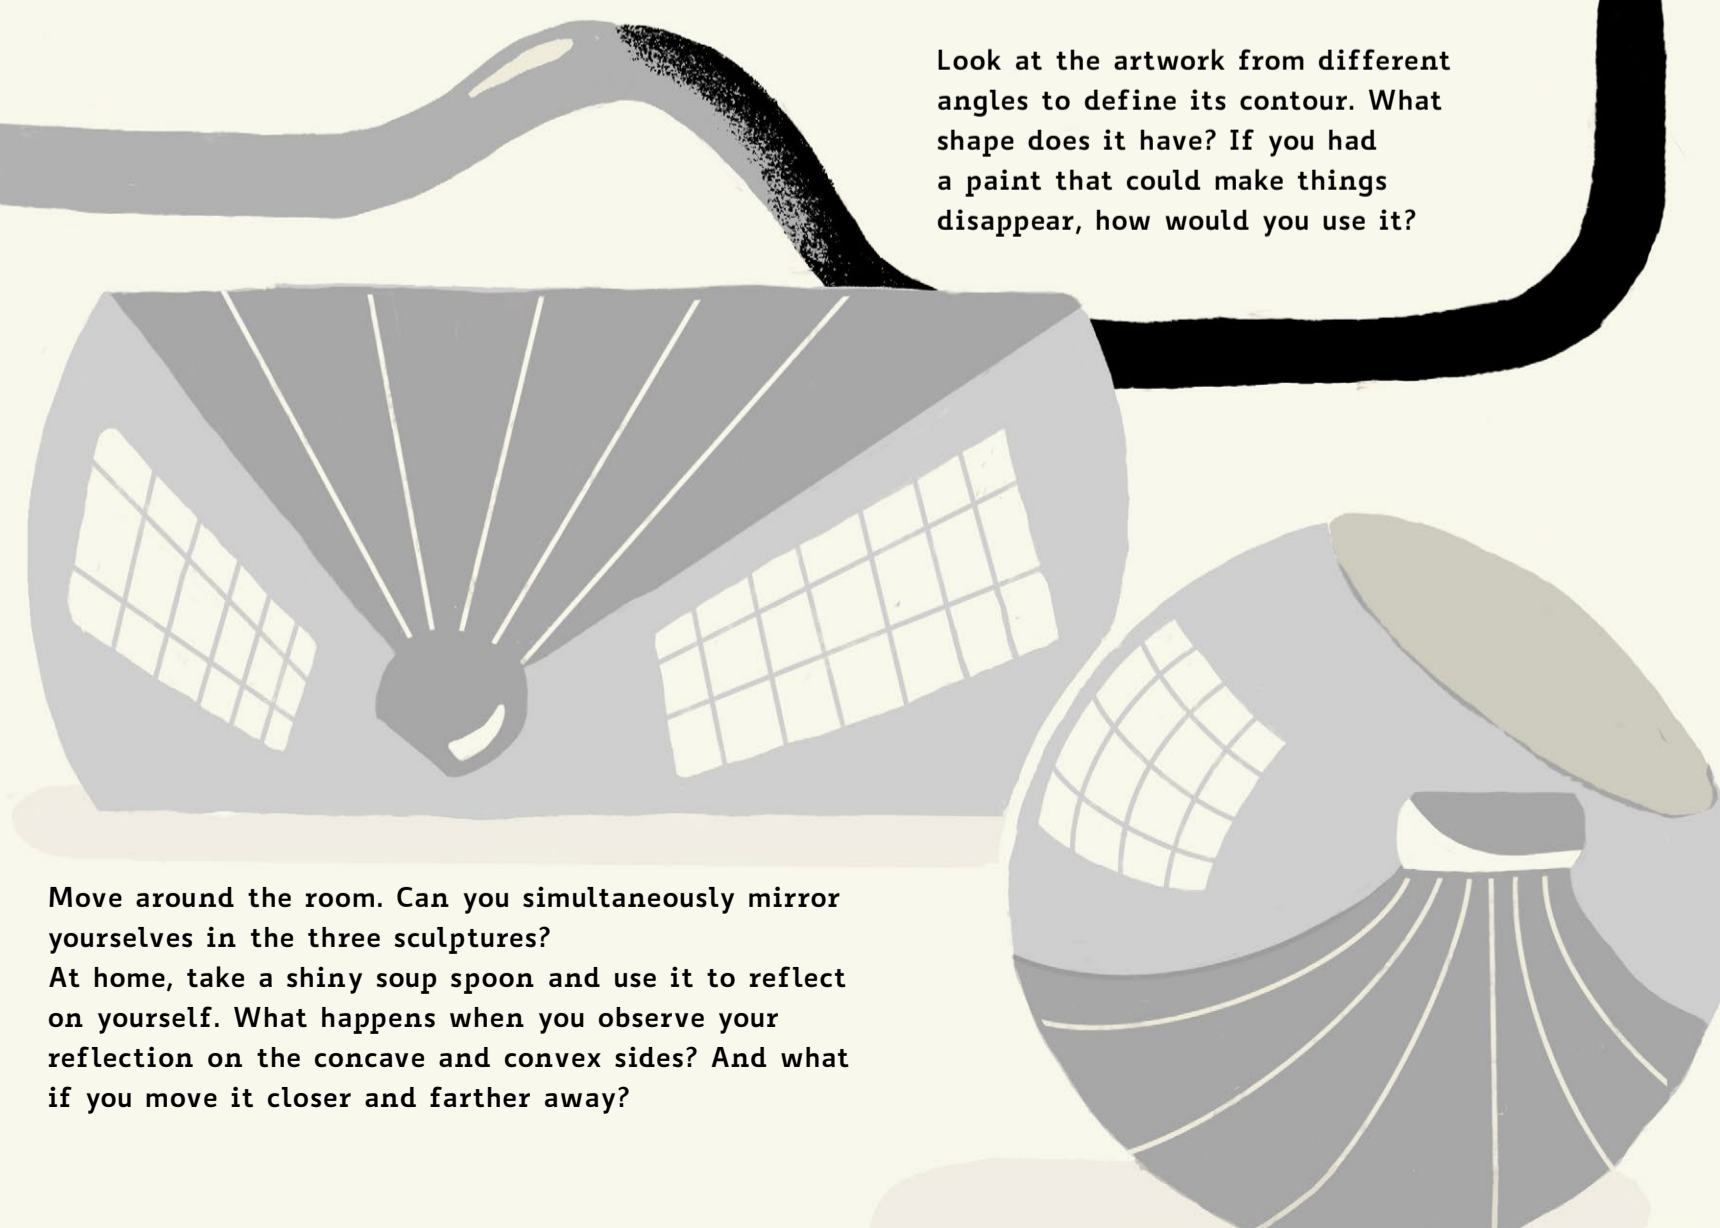 Look at the artwork from different
angles to define its contour. What
shape does it have? If you had
a paint that could make things
disappear, how would you use it?
Move around the room. Can you simultaneously mirror
yourselves in the three sculptures?
At home, take a shiny soup spoon and use it to reflect
on yourself. What happens when you observe your
reflection on the concave and convex sides? And what
if you move it closer and farther away?